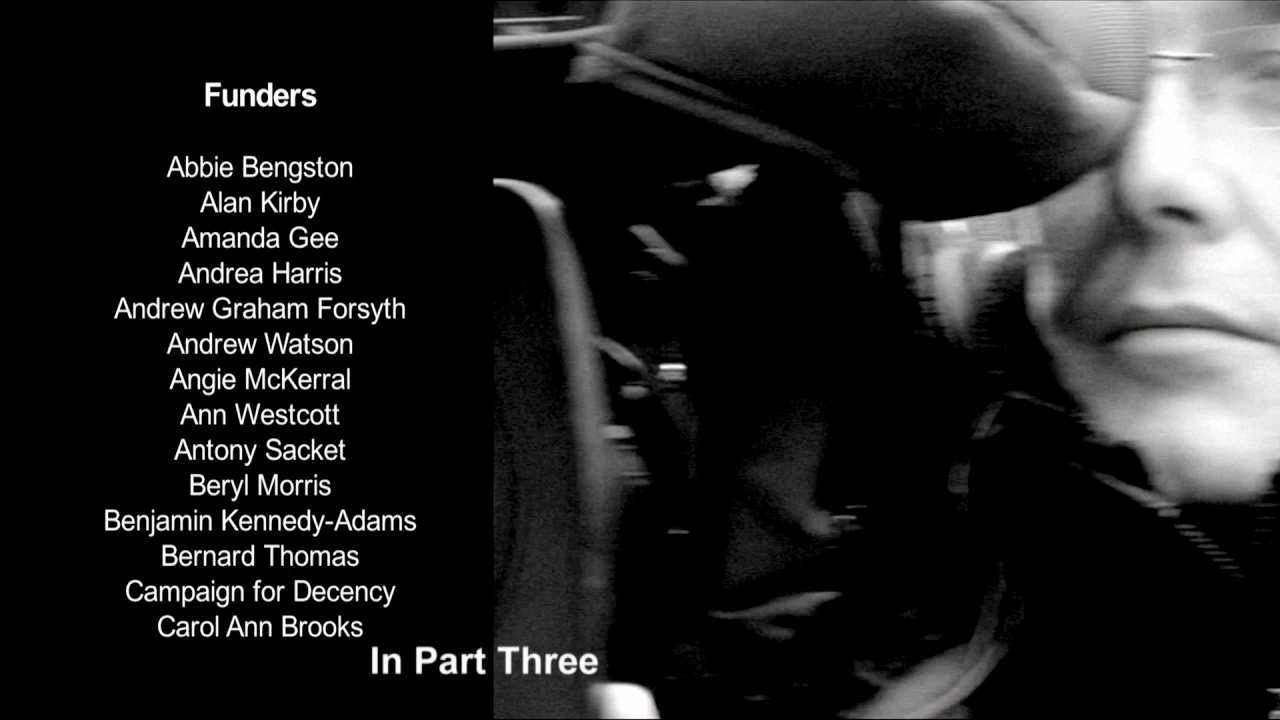 Funders
Abbie Bengston
Alan Kirby
Amanda Gee
Andrea Harris
Andrew Graham Forsyth
Andrew Watson
Angie McKerral
Ann Westcott
Antony Sacket
Beryl Morris
Benjamin Kennedy-Adams
Bernard Thomas
Campaign for Decency
Carol Ann Brooks
In Part Three